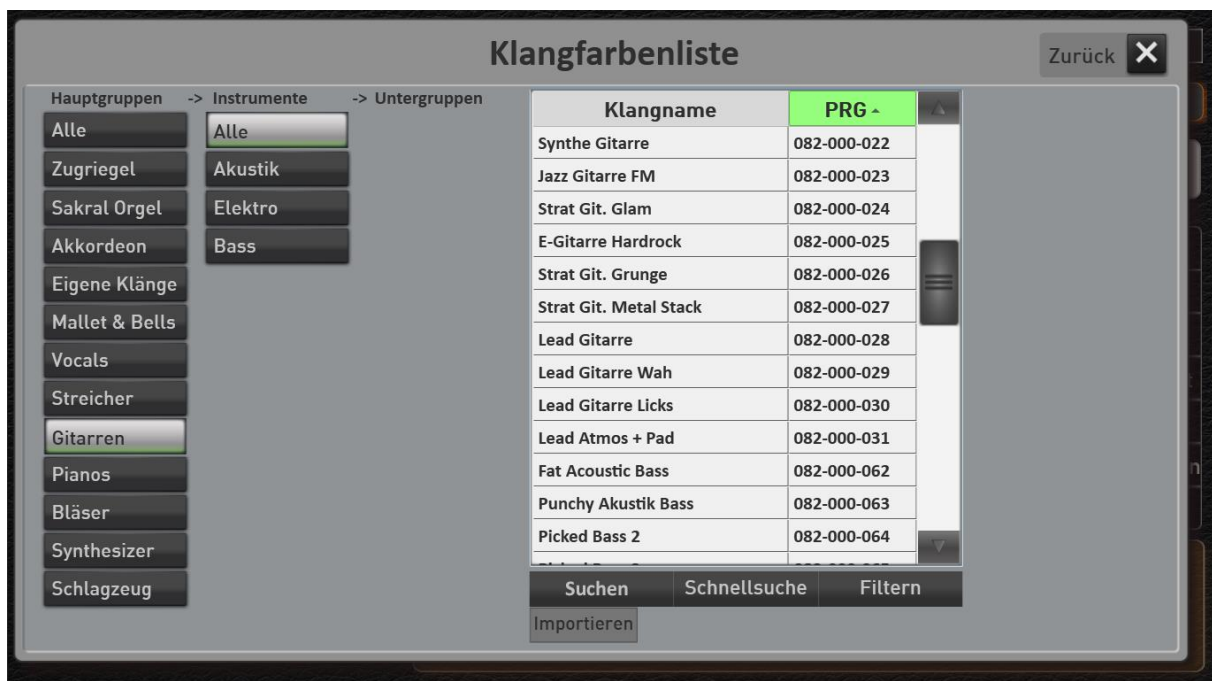 Klangfarbenliste
Zurück
Hauptgruppen -> Instrumente -> Untergruppen
Alle
Zugriegel
Sakral Orgel
Akkordeon
Eigene Klänge
Mallet & Bells
Vocals
Streicher
Gitarren
Pianos
Bläser
Synthesizer
Schlagzeug
Alle
Akustik
Elektro
Bass
Klangname PRG
Synthe Gitarre 082-000-022
Jazz Gitarre FM 082-000-023
Strat Git. Glam 082-000-024
E-Gitarre Hardrock 082-000-025
Strat Git. Grunge 082-000-026
Strat Git. Metal Stack 082-000-027
Lead Gitarre 082-000-028
Lead Gitarre Wah 082-000-029
Lead Gitarre Licks 082-000-030
Lead Atmos + Pad 082-000-031
Fat Acoustic Bass 082-000-062
Punchy Akustik Bass 082-000-063
Picked Bass 2 082-000-064
Suchen Schnellsuche Filtern
Importieren